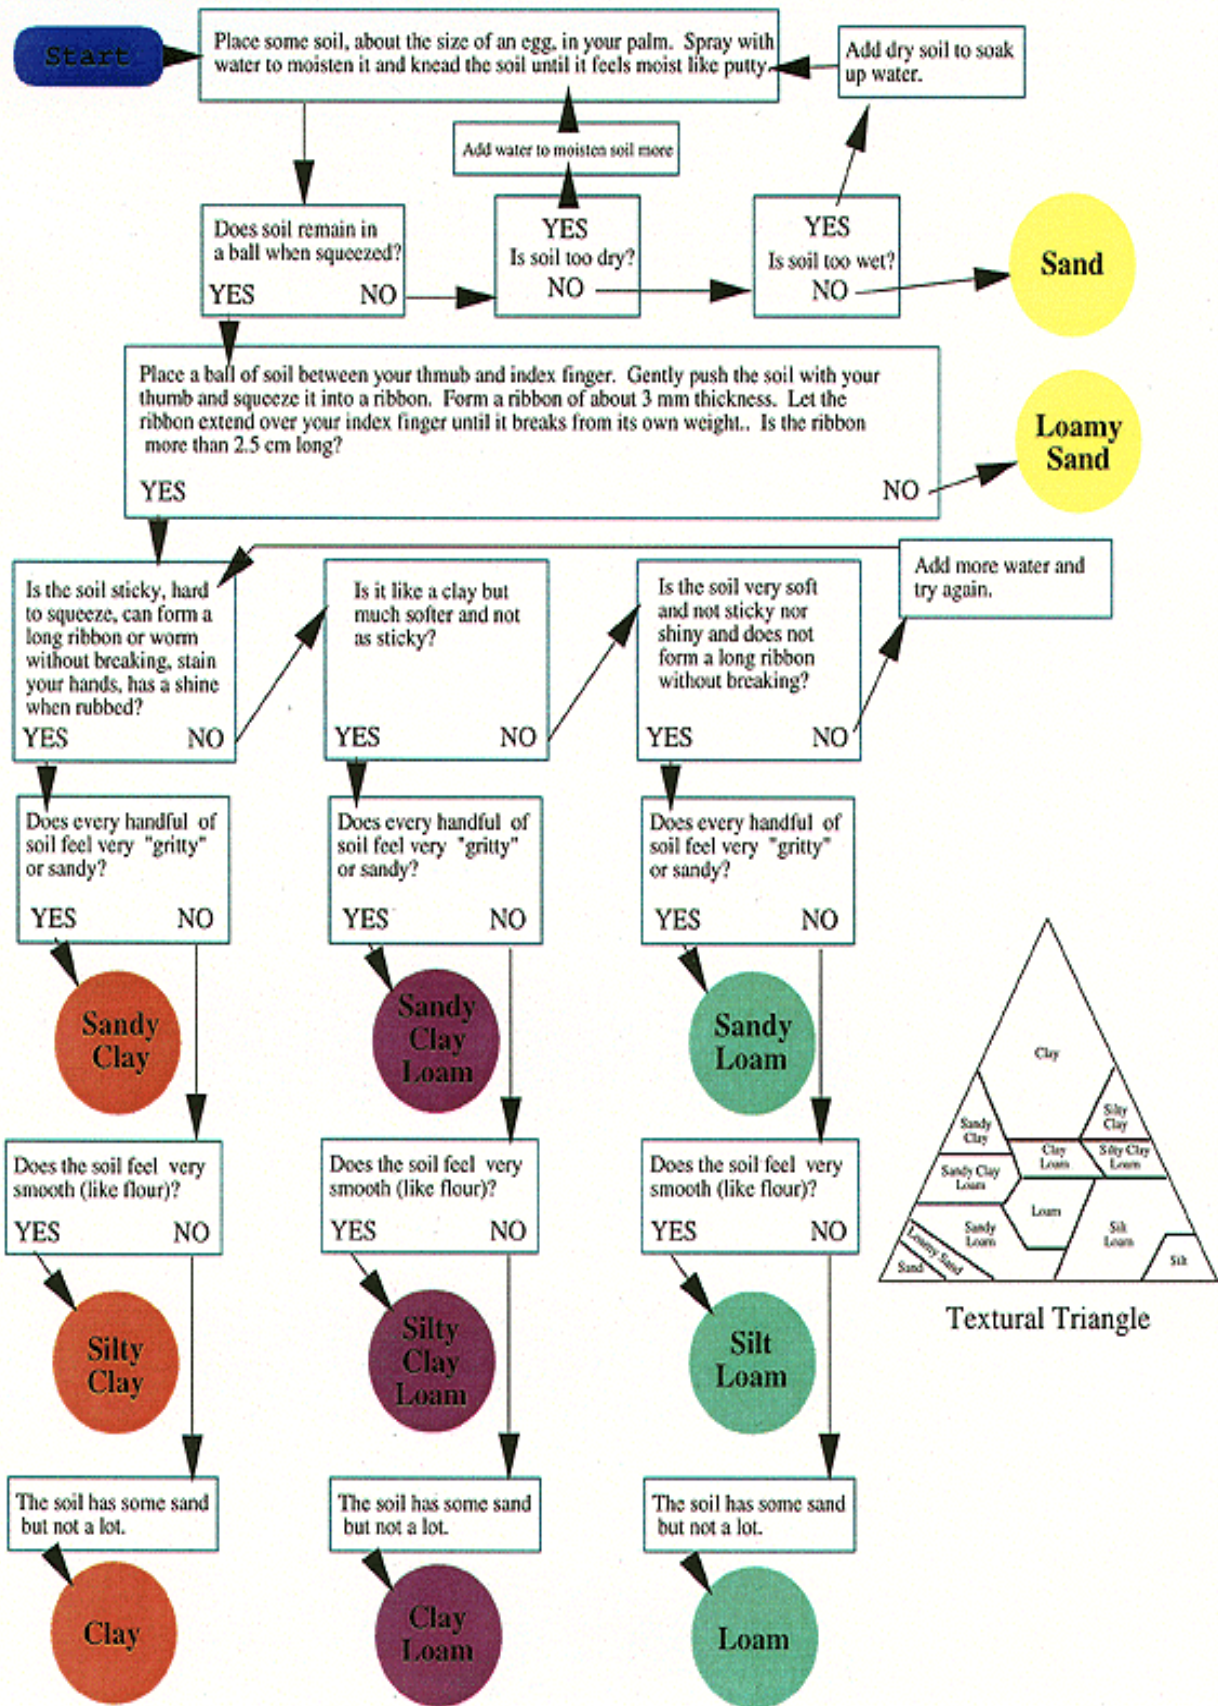 Start
Place some soil, about the size of an egg, in your palm.  Spray with
water to moisten it and knead the soil until it feels moist like putty.
Add dry soil to soak
up water.
Add water to moisten soil more
Does soil remain in
a ball when squeezed?
YES
NO
YES
Is soil too dry?
NO
YES
Is soil too wet?
NO
Sand
Place a ball of soil between your thmub and index finger.  Gently push the soil with your
thumb and squeeze it into a ribbon.  Form a ribbon of about 3 mm thickness.  Let the
ribbon extend over your index finger until it breaks from its own weight..  Is the ribbon
more than 2.5 cm long?
YES
NO
Loamy
Sand
Is the soil sticky, hard
to squeeze, can form a
long ribbon or worm
without breaking, stain
your hands, has a shine
when rubbed?
YES
NO
Is it like a clay but
much softer and not
as sticky?
YES
NO
Is the soil very soft
and not sticky nor
shiny and does not
form a long ribbon
without breaking?
YES
NO
Add more water and
try again.
Does every handful of
soil feel very "gritty"
or sandy?
YES
NO
Does every handful of
soil feel very "gritty"
or sandy?
YES
NO
Does every handful of
soil feel very "gritty"
or sandy?
YES
NO
Sandy
Clay
Sandy
Clay
Loam
Sandy
Loam
Does the soil feel very
smooth (like flour)?
YES
NO
Does the soil feel very
smooth (like flour)?
YES
NO
Does the soil feel very
smooth (like flour)?
YES
NO
Silty
Clay
Silty
Clay
Loam
Silt
Loam
The soil has some sand
but not a lot.
The soil has some sand
but not a lot.
The soil has some sand
but not a lot.
Clay
Clay
Loam
Loam
Clay
Sandy
Clay
Silty
Clay
Clay
Loam
Silty Clay
Loam
Sandy Clay
Loam
Loam
Sandy
Loam
Silt
Loam
Loamy Sand
Sand
Silt
Textural Triangle